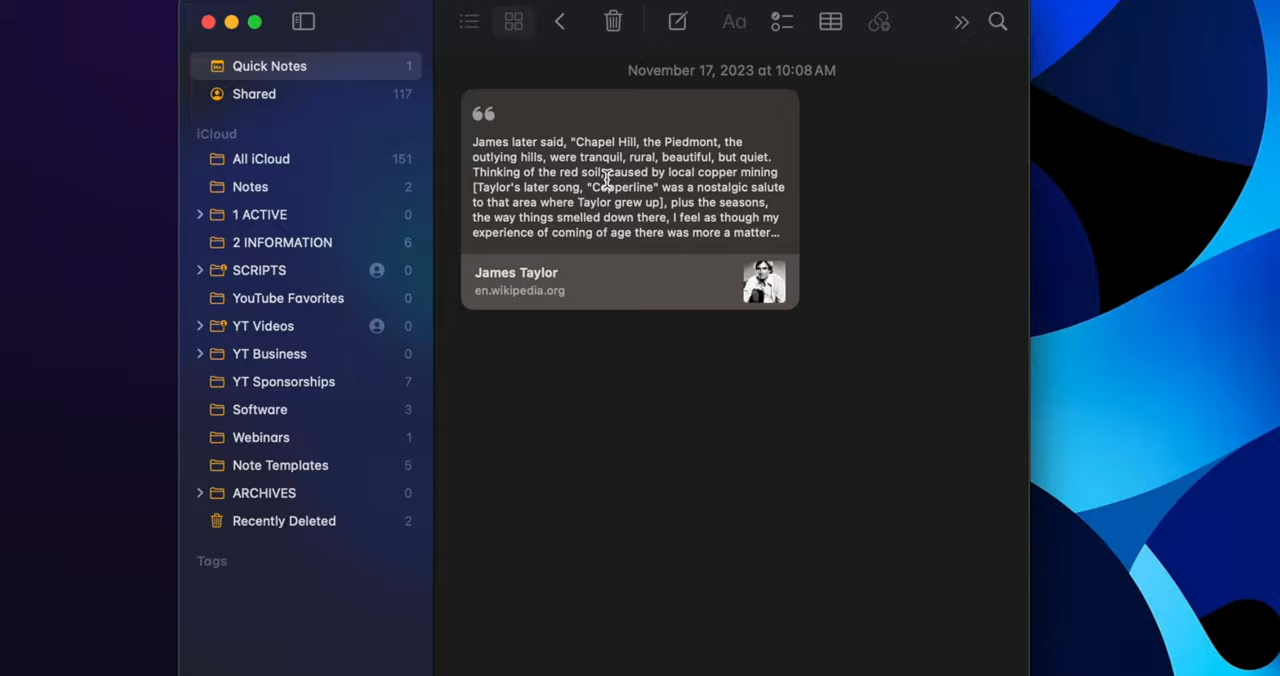 Quick Notes 1
Shared 117
iCloud
All iCloud 151
Notes 2
1 ACTIVE 0
2 INFORMATION 6
SCRIPTS 0
YouTube Favorites 0
YT Videos 0
YT Business 0
YT Sponsorships 7
Software 3
Webinars 1
Note Templates 5
ARCHIVES 0
Recently Deleted 2
Tags
Aa
November 17, 2023 at 10:08 AM
James later said, "Chapel Hill, the Piedmont, the
outlying hills, were tranquil, rural, beautiful, but quiet.
Thinking of the red soil caused by local copper mining
[Taylor's later song, "Copperline" was a nostalgic salute
to that area where Taylor grew up], plus the seasons,
the way things smelled down there, I feel as though my
experience of coming of age there was more a matter...
James Taylor
en.wikipedia.org